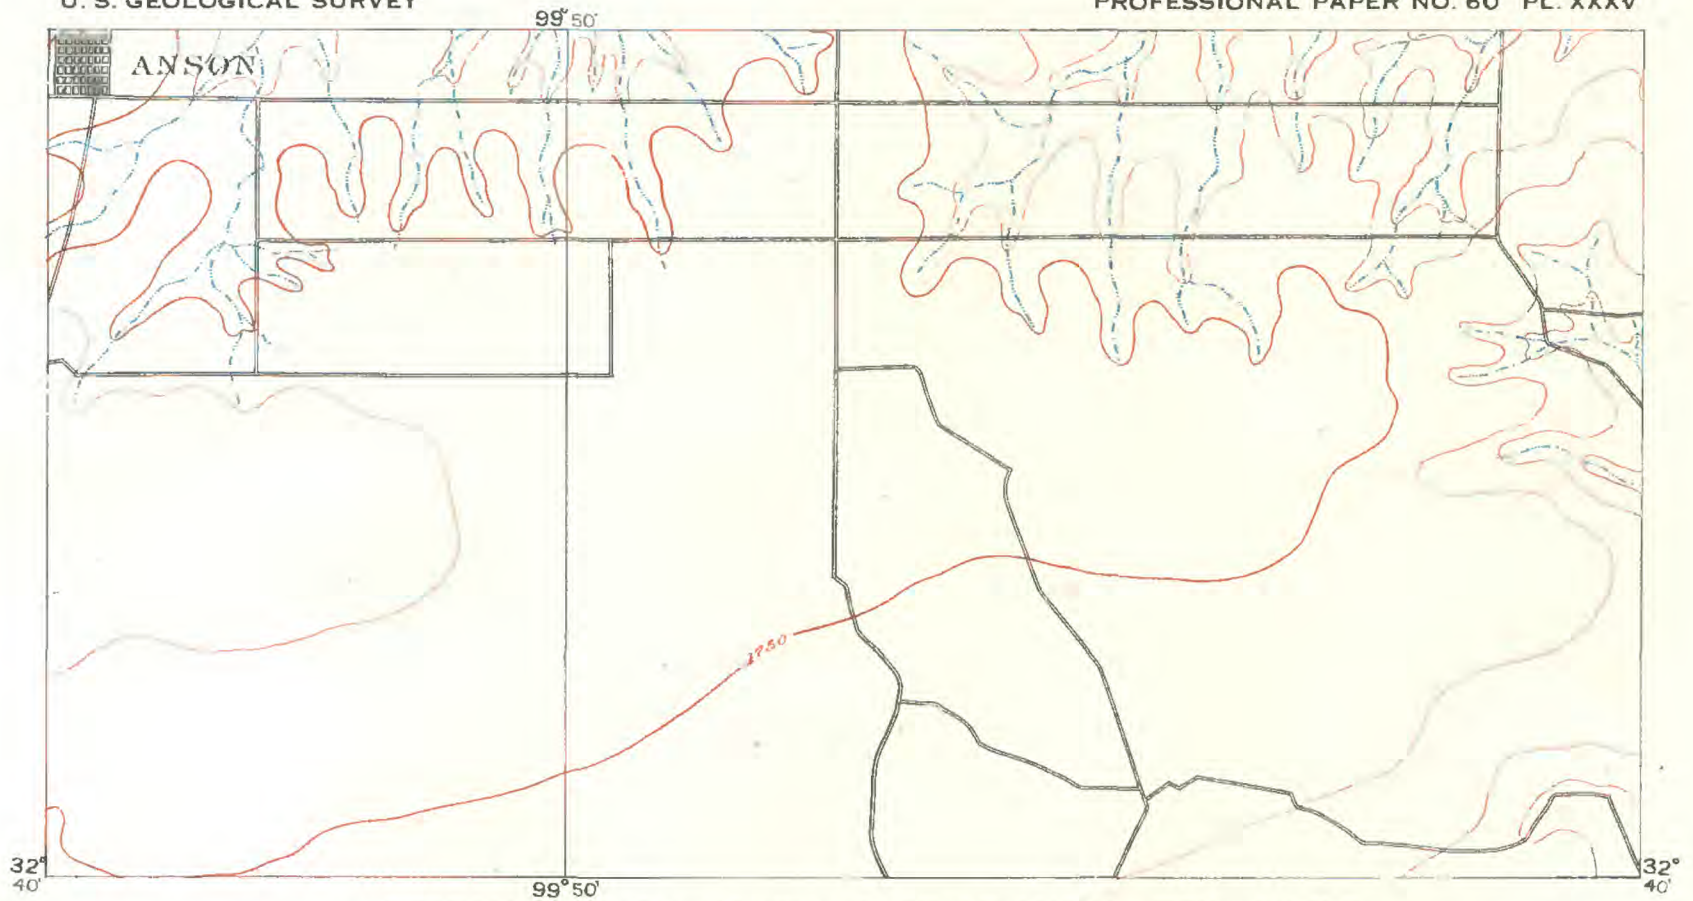 U. S. GEOLOGICAL SURVEY
PROFESSIONAL PAPER NO. 60 PL. XXXV
99° 50'
ANSON
1750
32°
40'
99° 50'
32°
40'